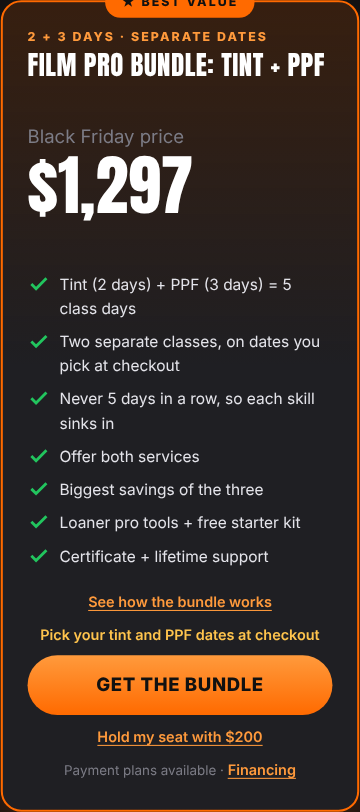 ★ BEST VALUE
2 + 3 DAYS · SEPARATE DATES
FILM PRO BUNDLE: TINT + PPF
Black Friday price
$1,297
Tint (2 days) + PPF (3 days) = 5
class days
Two separate classes, on dates you
pick at checkout
Never 5 days in a row, so each skill
sinks in
Offer both services
Biggest savings of the three
Loaner pro tools + free starter kit
Certificate + lifetime support
See how the bundle works
Pick your tint and PPF dates at checkout
GET THE BUNDLE
Hold my seat with $200
Payment plans available · Financing